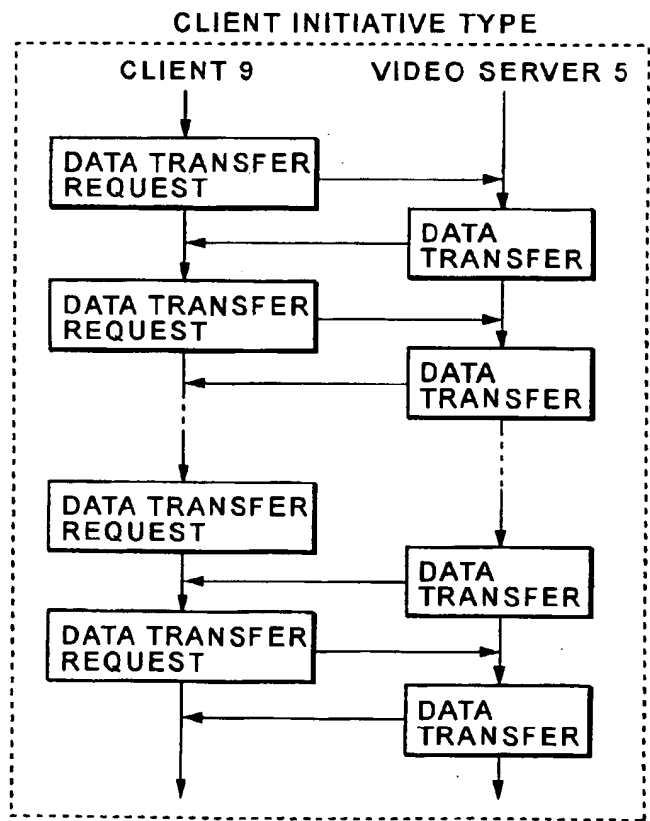 CLIENT INITIATIVE TYPE
CLIENT 9
VIDEO SERVER 5
DATA TRANSFER
REQUEST
DATA
TRANSFER
DATA TRANSFER
REQUEST
DATA
TRANSFER
DATA TRANSFER
REQUEST
DATA
TRANSFER
DATA TRANSFER
REQUEST
DATA
TRANSFER